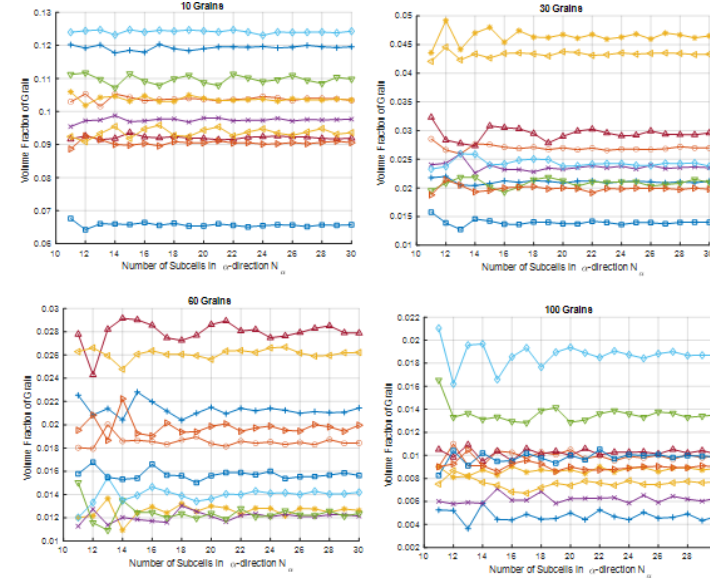 10 Grains
0.13
0.12
0.11
0.1
0.09
0.08
0.07
0.06
10 12 14 16 18 20 22 24 26 28 30
Volume Fraction of Grain
Number of Subcells in α-direction Nα
30 Grains
0.05
0.045
0.04
0.035
0.03
0.025
0.02
0.015
0.01
10 12 14 16 18 20 22 24 26 28 30
Volume Fraction of Grain
Number of Subcells in α-direction Nα
60 Grains
0.03
0.028
0.026
0.024
0.022
0.02
0.018
0.016
0.014
0.012
0.01
10 12 14 16 18 20 22 24 26 28 30
Volume Fraction of Grain
Number of Subcells in α-direction Nα
100 Grains
0.022
0.02
0.018
0.016
0.014
0.012
0.01
0.008
0.006
0.004
0.002
10 12 14 16 18 20 22 24 26 28
Volume Fraction of Grain
Number of Subcells in α-direction Nα